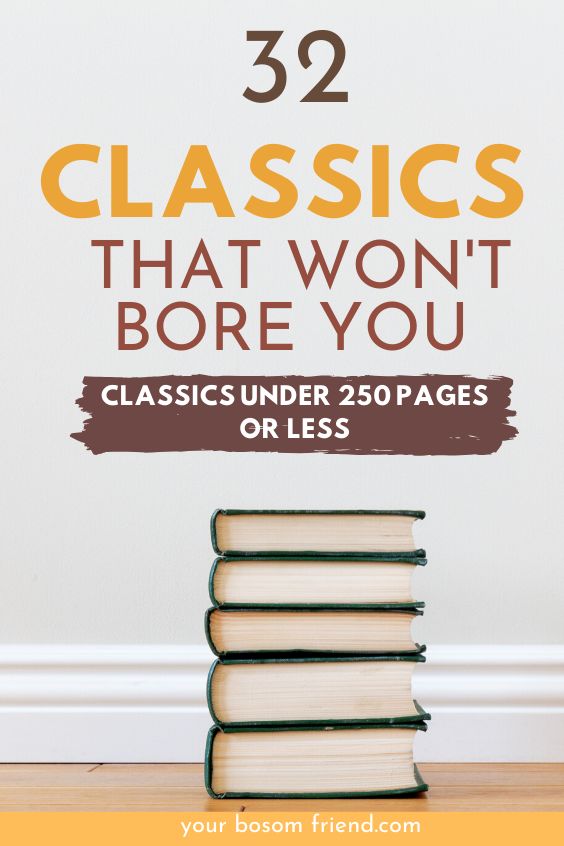 32
CLASSICS
THAT WON'T
BORE YOU
CLASSICS UNDER 250 PAGES
OR LESS
your bosom friend.com